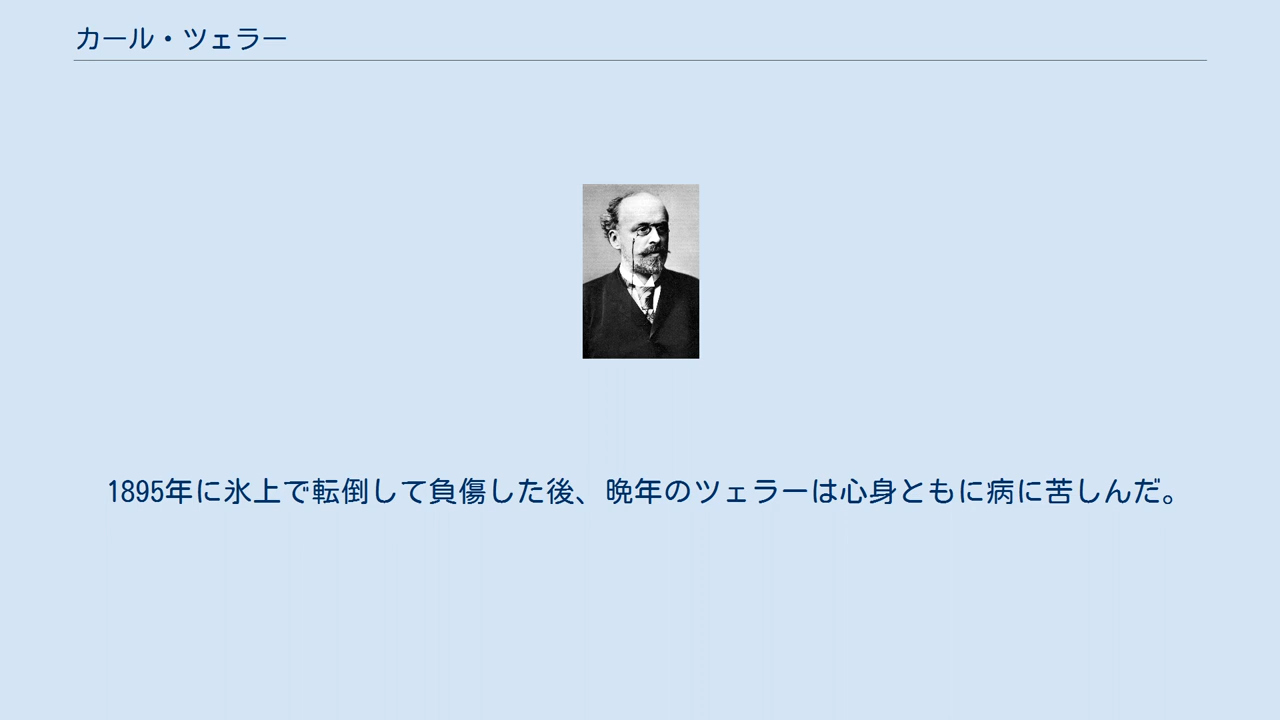 カール・ツェラー
1895年に氷上で転倒して負傷した後、晩年のツェラーは心身ともに病に苦しんだ。